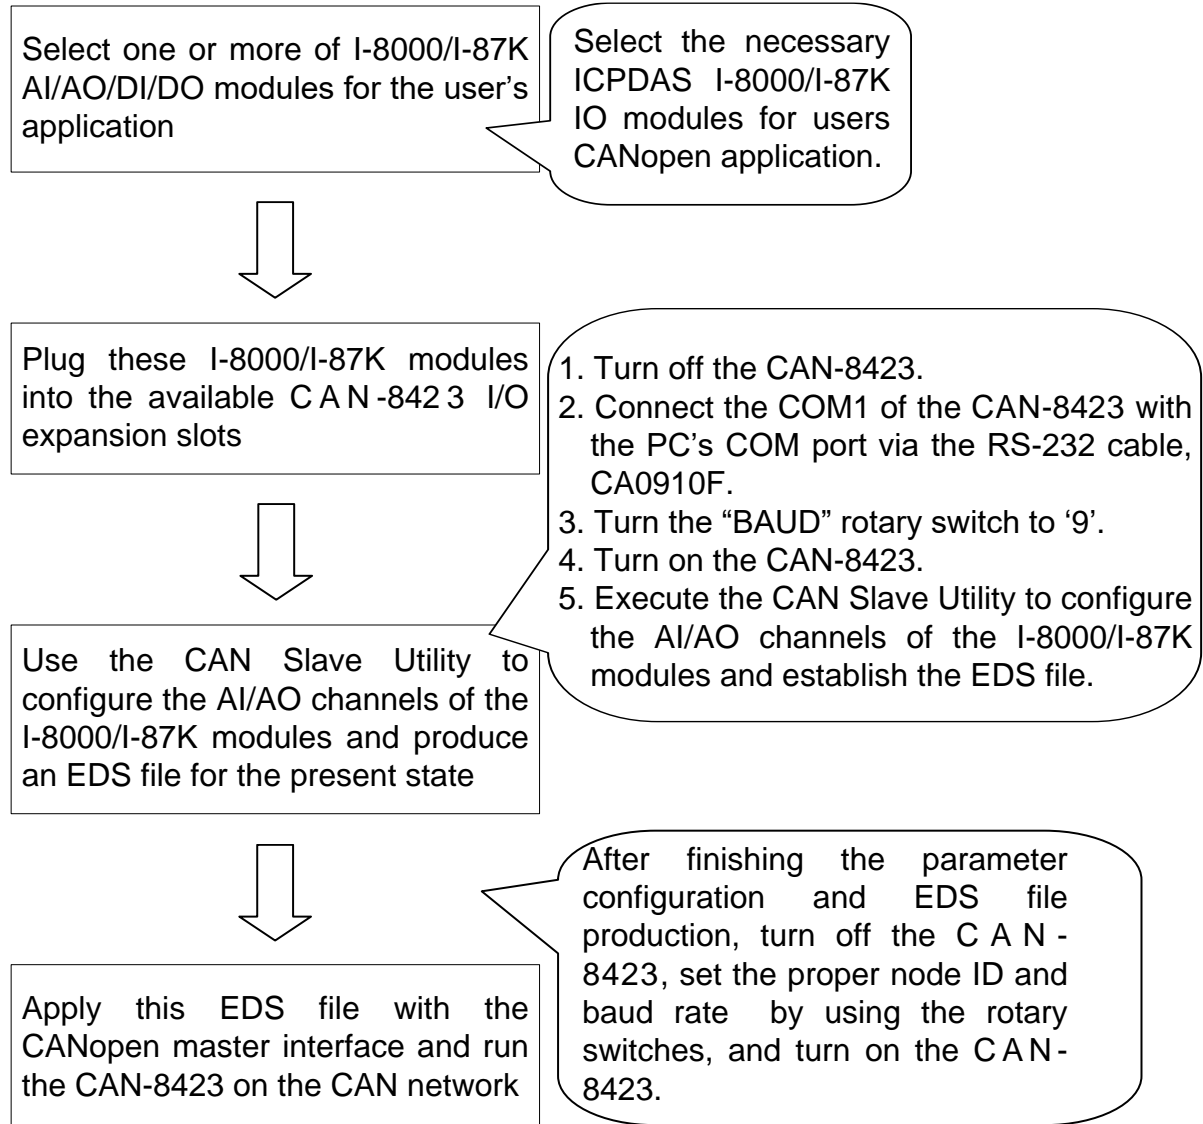 Select one or more of I-8000/I-87K
AI/AO/DI/DO modules for the user’s
application
Select the necessary
ICPDAS I-8000/I-87K
IO modules for users
CANopen application.
Plug these I-8000/I-87K modules
into the available CAN-8423 I/O
expansion slots
1. Turn off the CAN-8423.
2. Connect the COM1 of the CAN-8423 with
the PC’s COM port via the RS-232 cable,
CA0910F.
3. Turn the “BAUD” rotary switch to ‘9’.
4. Turn on the CAN-8423.
5. Execute the CAN Slave Utility to configure
the AI/AO channels of the I-8000/I-87K
modules and establish the EDS file.
Use the CAN Slave Utility to
configure the AI/AO channels of the
I-8000/I-87K modules and produce
an EDS file for the present state
After finishing the parameter
configuration and EDS file
production, turn off the CAN-
8423, set the proper node ID and
baud rate by using the rotary
switches, and turn on the CAN-
8423.
Apply this EDS file with the
CANopen master interface and run
the CAN-8423 on the CAN network